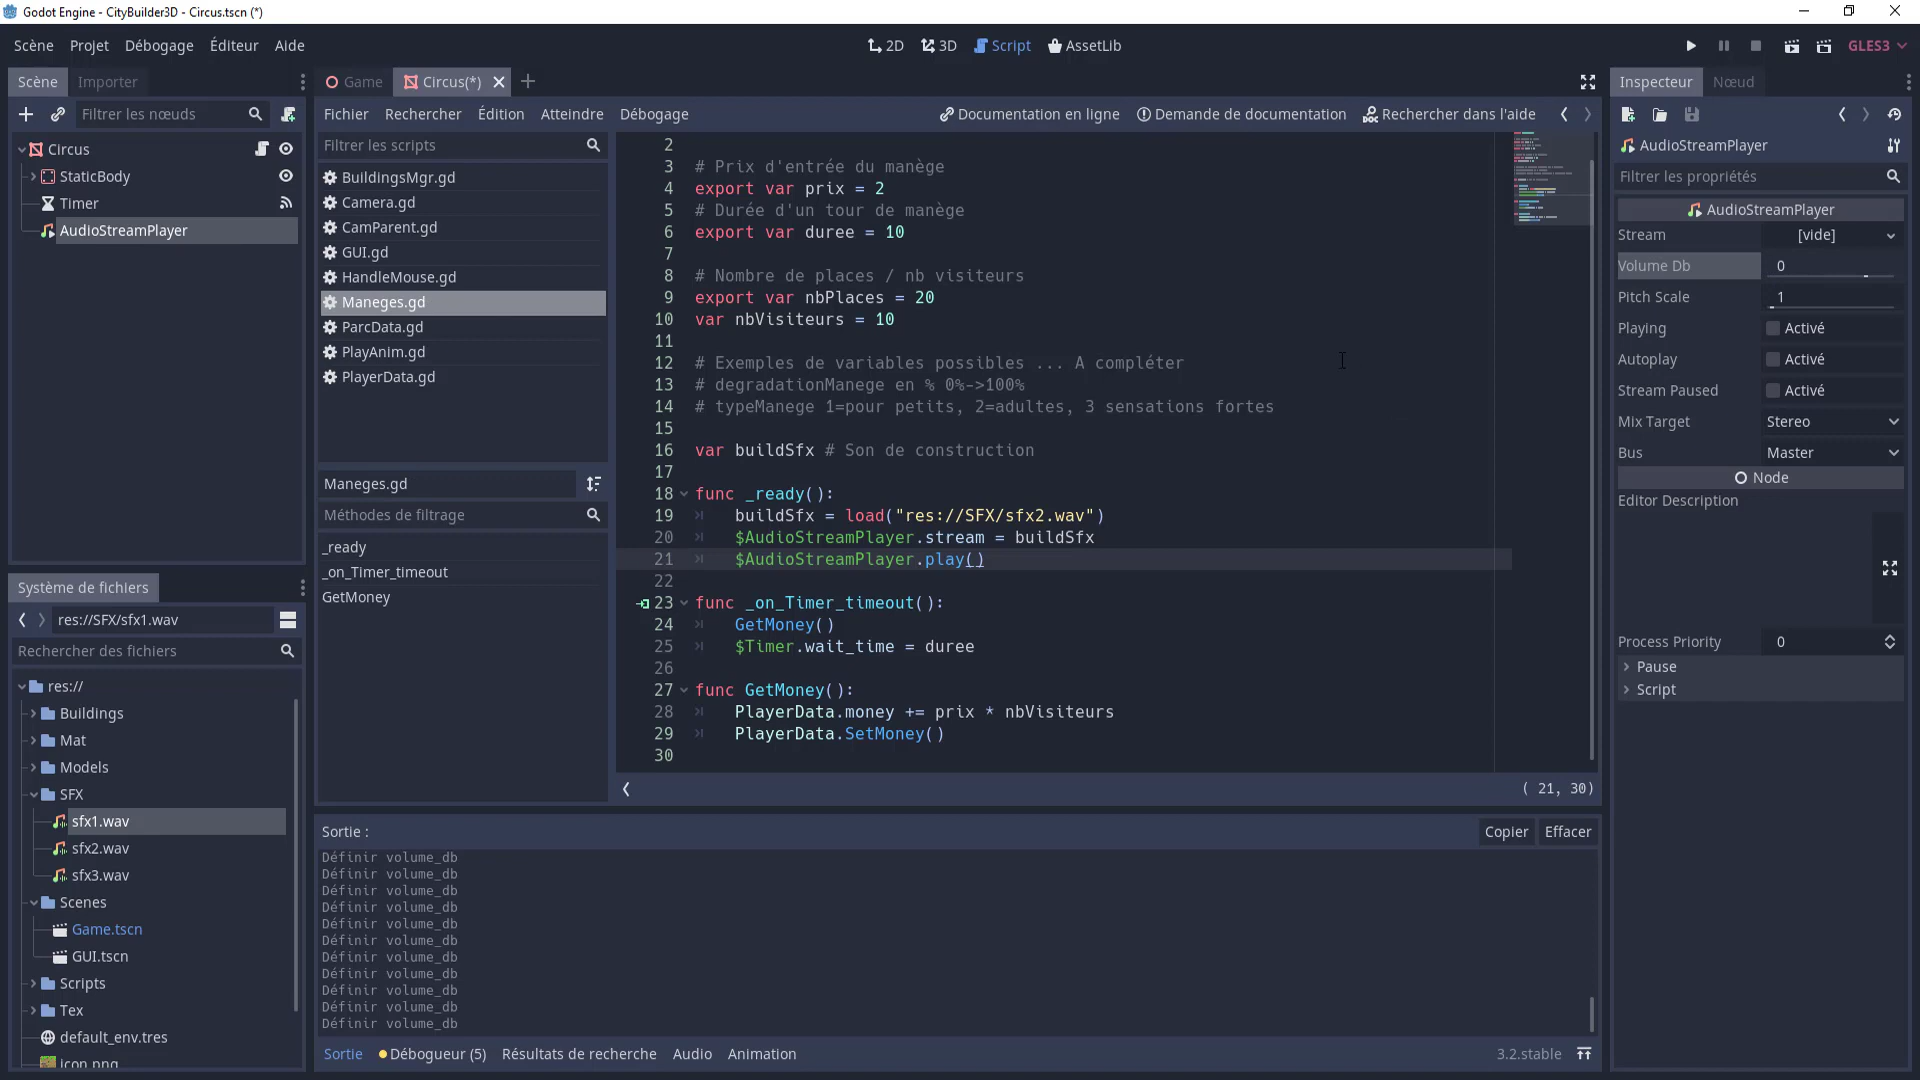 Godot Engine - CityBuilder3D - Circus.tscn (*)
Scène Projet Débogage Éditeur Aide
2D 3D Script AssetLib
GLES3
Scène Importer
Filtrer les nœuds
Circus
StaticBody
Timer
AudioStreamPlayer
Système de fichiers
res://SFX/sfx1.wav
Rechercher des fichiers
res://
Buildings
Mat
Models
SFX
sfx1.wav
sfx2.wav
sfx3.wav
Scenes
Game.tscn
GUI.tscn
Scripts
Tex
default_env.tres
icon.png
Game Circus(*)
Fichier Rechercher Édition Atteindre Débogage
Documentation en ligne Demande de documentation Rechercher dans l'aide
Filtrer les scripts
BuildingsMgr.gd
Camera.gd
CamParent.gd
GUI.gd
HandleMouse.gd
Maneges.gd
ParcData.gd
PlayAnim.gd
PlayerData.gd
Maneges.gd
Méthodes de filtrage
_ready
_on_Timer_timeout
GetMoney
2
3 # Prix d'entrée du manège
4 export var prix = 2
5 # Durée d'un tour de manège
6 export var duree = 10
7
8 # Nombre de places / nb visiteurs
9 export var nbPlaces = 20
10 var nbVisiteurs = 10
11
12 # Exemples de variables possibles ... A compléter
13 # degradationManege en % 0%->100%
14 # typeManege 1=pour petits, 2=adultes, 3 sensations fortes
15
16 var buildSfx # Son de construction
17
18 func _ready():
19 buildSfx = load("res://SFX/sfx2.wav")
20 $AudioStreamPlayer.stream = buildSfx
21 $AudioStreamPlayer.play()
22
23 func _on_Timer_timeout():
24 GetMoney()
25 $Timer.wait_time = duree
26
27 func GetMoney():
28 PlayerData.money += prix * nbVisiteurs
29 PlayerData.SetMoney()
30
( 21, 30)
Sortie :
Copier Effacer
Définir volume_db
Définir volume_db
Définir volume_db
Définir volume_db
Définir volume_db
Définir volume_db
Définir volume_db
Définir volume_db
Définir volume_db
Définir volume_db
Définir volume_db
Sortie Débogueur (5) Résultats de recherche Audio Animation
3.2.stable
Inspecteur Nœud
AudioStreamPlayer
Filtrer les propriétés
AudioStreamPlayer
Stream [vide]
Volume Db 0
Pitch Scale 1
Playing Activé
Autoplay Activé
Stream Paused Activé
Mix Target Stereo
Bus Master
Node
Editor Description
Process Priority 0
Pause
Script